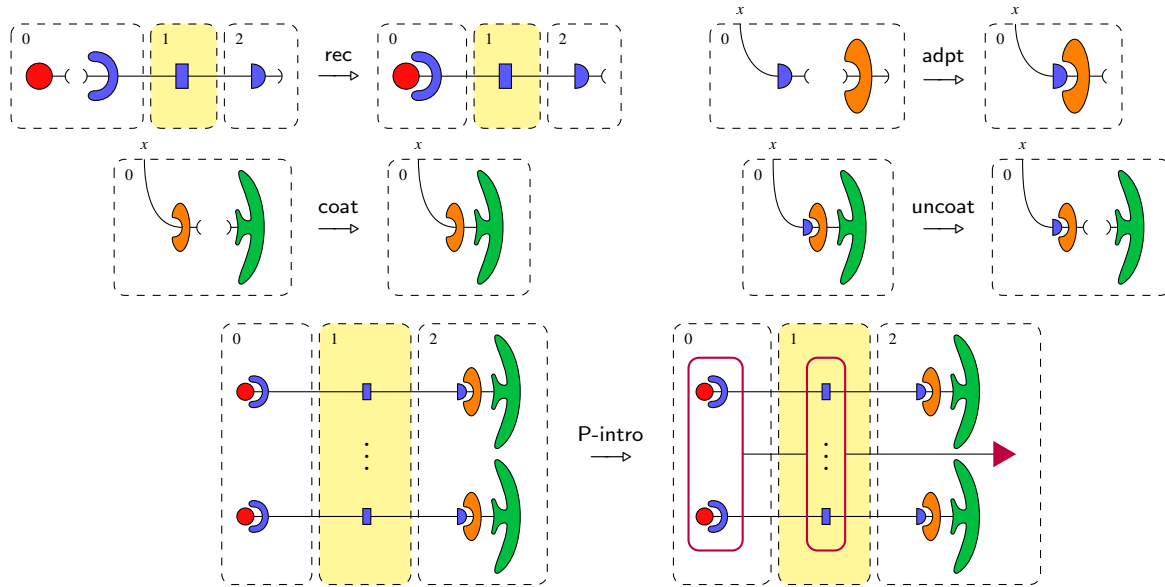 x x
0 1 2 rec 0 1 2 0 adpt 0
x x x x
0 coat 0 0 uncoat 0
0 1 2 P-intro 0 1 2